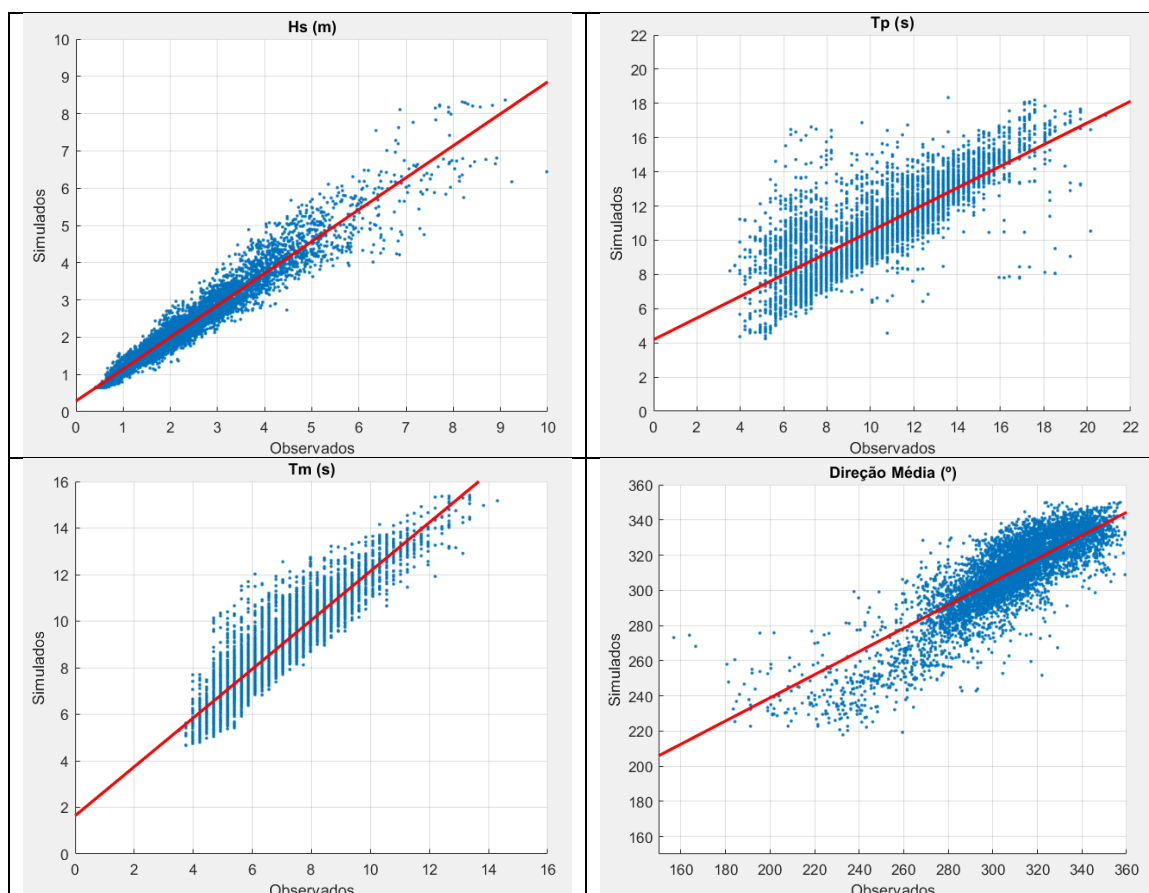 Hs (m)
10
9
8
7
6
5
4
3
2
1
0
Simulados
0 1 2 3 4 5 6 7 8 9 10
Observados
Tp (s)
22
20
18
16
14
12
10
8
6
4
2
0
Simulados
0 2 4 6 8 10 12 14 16 18 20 22
Observados
Tm (s)
16
14
12
10
8
6
4
2
0
Simulados
0 2 4 6 8 10 12 14 16
Observados
Direção Média (º)
360
340
320
300
280
260
240
220
200
180
160
Simulados
160 180 200 220 240 260 280 300 320 340 360
Observados